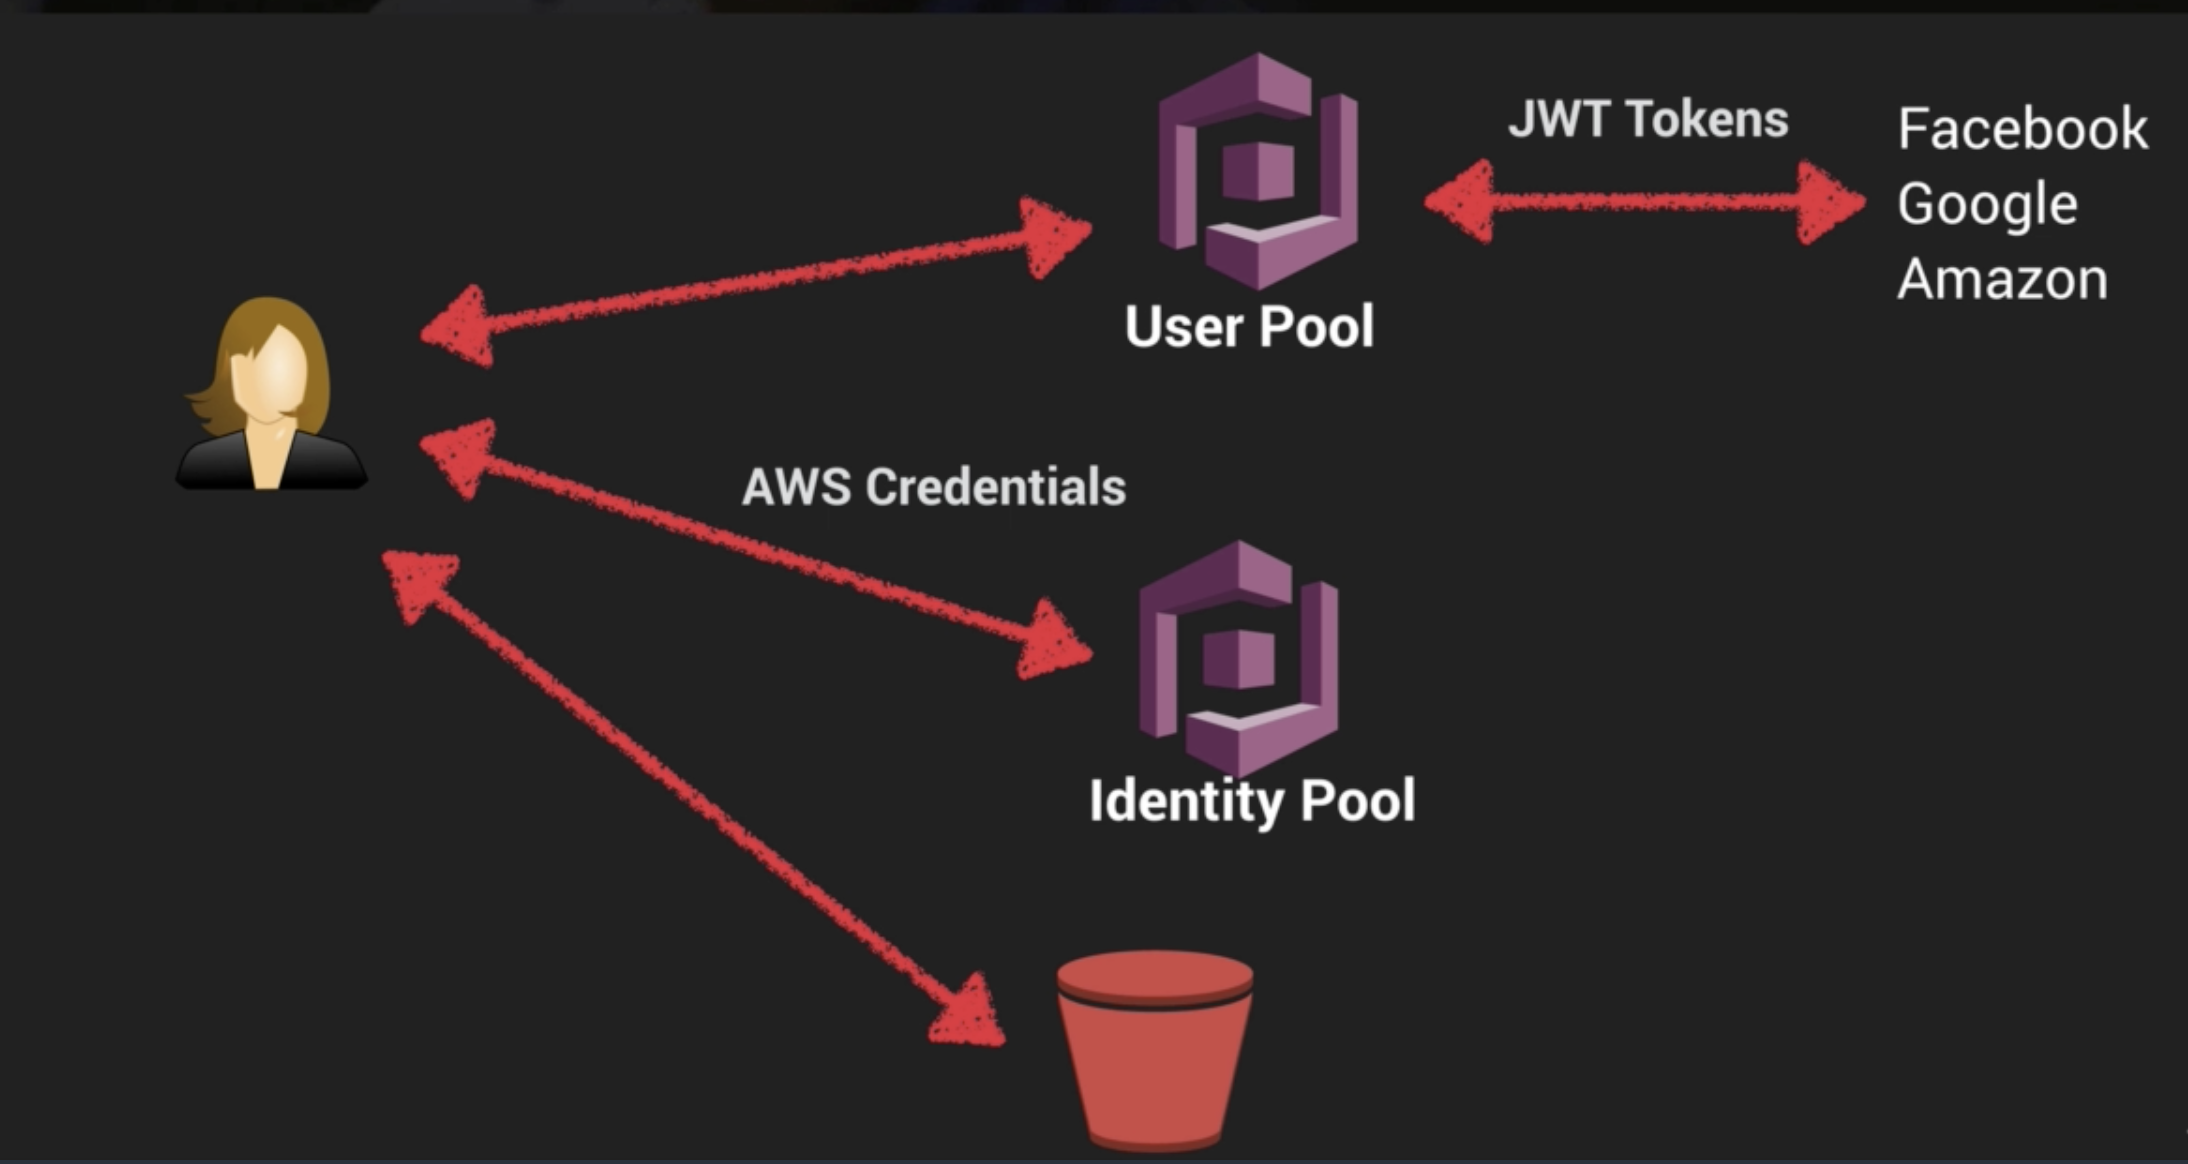 JWT Tokens
Facebook
Google
Amazon
User Pool
AWS Credentials
Identity Pool